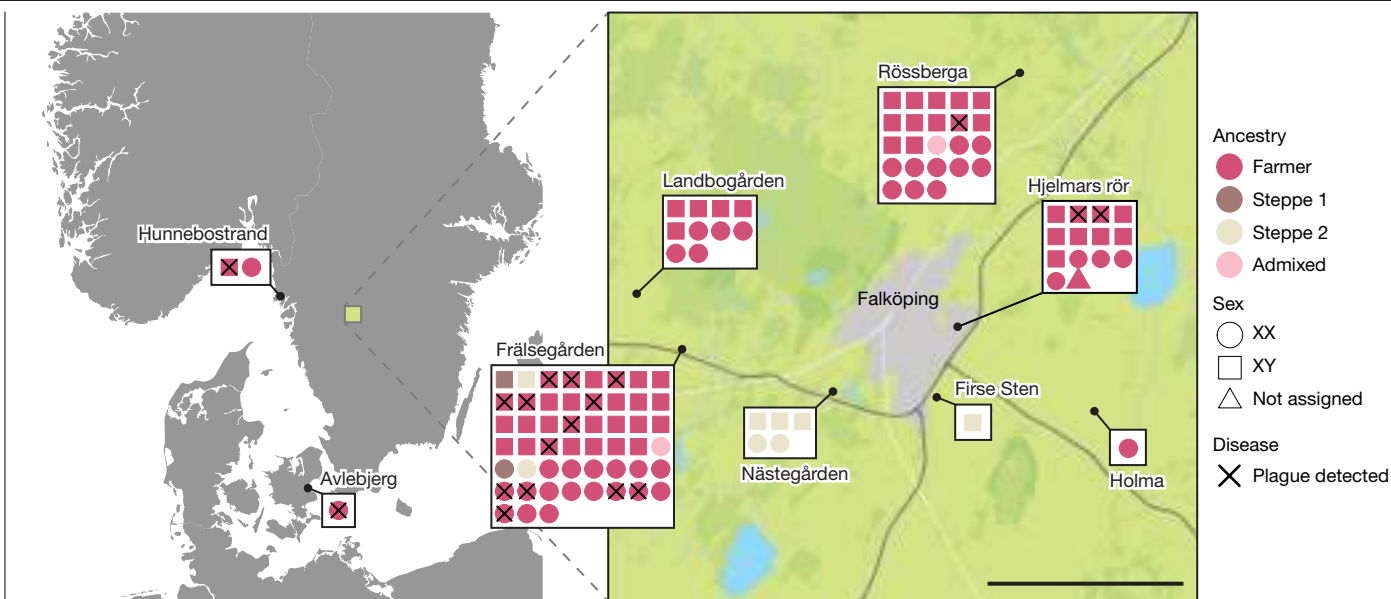 Hunnebostrand
Avlebjerg
Frälsegården
Landbogården
Rössberga
Hjelmars rör
Falköping
Firse Sten
Nästegården
Holma
Ancestry
Farmer
Steppe 1
Steppe 2
Admixed
Sex
XX
XY
Not assigned
Disease
Plague detected